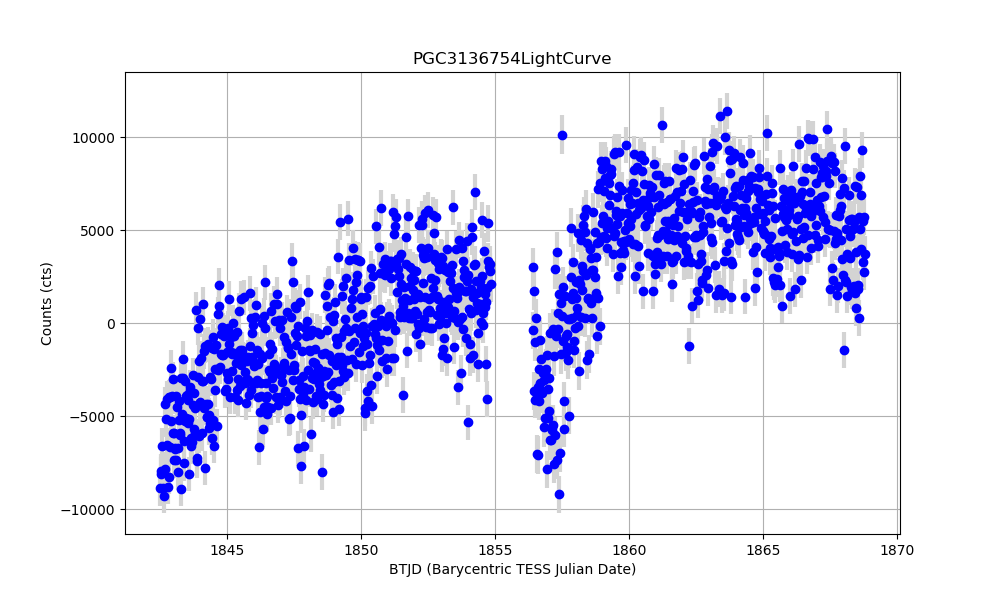 PGC3136754LightCurve
10000
5000
0
−5000
−10000
Counts (cts)
1845 1850 1855 1860 1865 1870
BTJD (Barycentric TESS Julian Date)